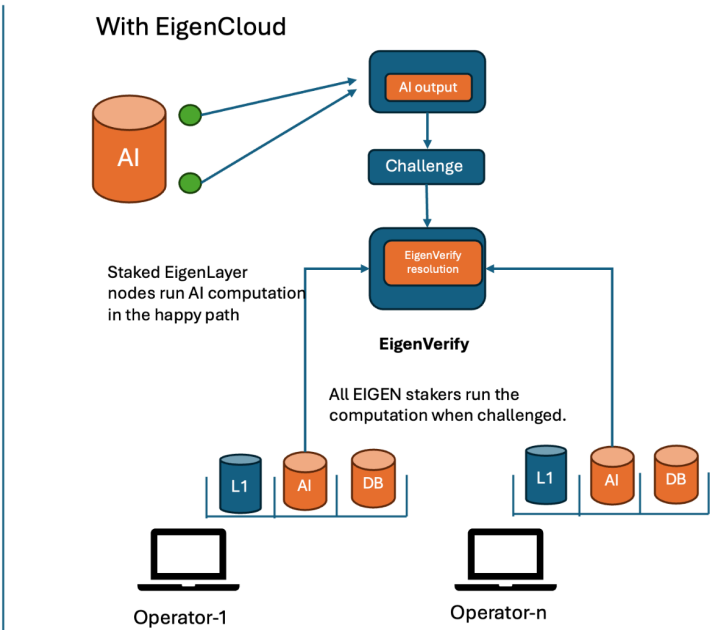 With EigenCloud
AI output
AI
Challenge
EigenVerify
resolution
Staked EigenLayer
nodes run AI computation
in the happy path
EigenVerify
All EIGEN stakers run the
computation when challenged.
L1
AI
DB
L1
AI
DB
Operator-1
Operator-n